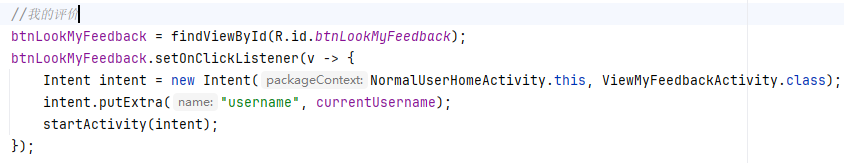 //我的评价
btnLookMyFeedback = findViewById(R.id.btnLookMyFeedback);
btnLookMyFeedback.setOnClickListener(v -> {
    Intent intent = new Intent( packageContext: NormalUserHomeActivity.this, ViewMyFeedbackActivity.class);
    intent.putExtra( name: "username", currentUsername);
    startActivity(intent);
});